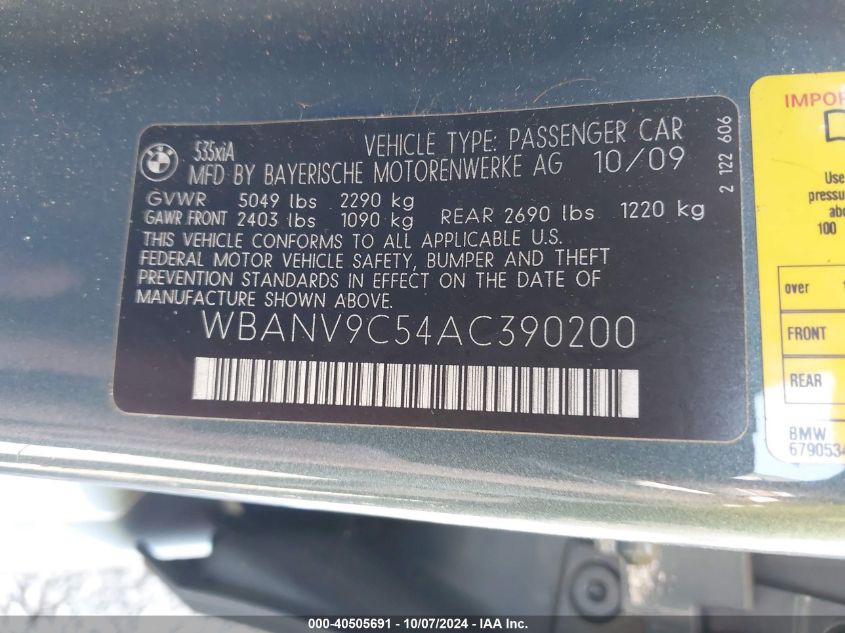 BMW 535xiA VEHICLE TYPE: PASSENGER CAR
MFD BY BAYERISCHE MOTORENWERKE AG 10/09
GVWR 5049 lbs 2290 kg
GAWR FRONT 2403 lbs 1090 kg REAR 2690 lbs 1220 kg
THIS VEHICLE CONFORMS TO ALL APPLICABLE U.S.
FEDERAL MOTOR VEHICLE SAFETY, BUMPER AND THEFT
PREVENTION STANDARDS IN EFFECT ON THE DATE OF
MANUFACTURE SHOWN ABOVE.
WBANV9C54AC390200
2 122 606
IMPOR
Use
pressu
abo
100
over
FRONT
REAR
BMW
6790534
000-40505691 - 10/07/2024 - IAA Inc.